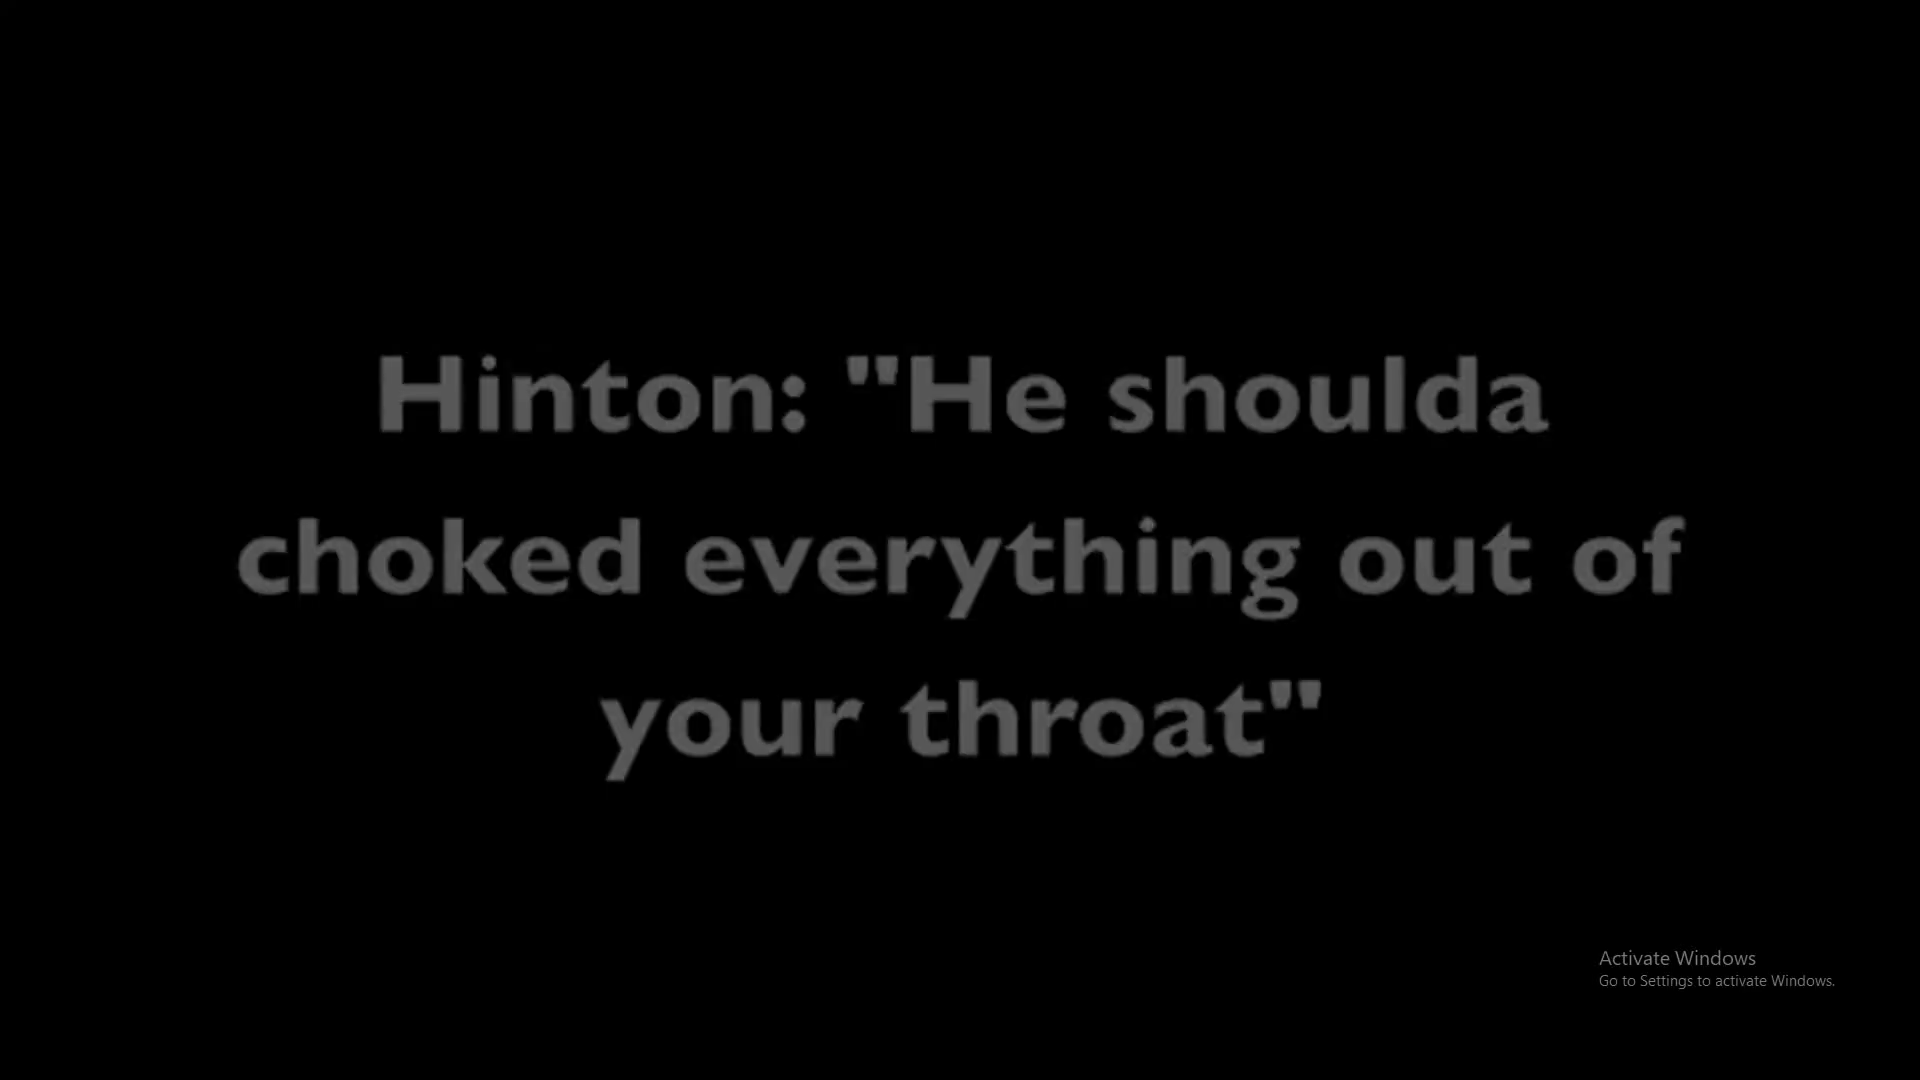 Hinton: "He shoulda
choked everything out of
your throat"
Activate Windows
Go to Settings to activate Windows.